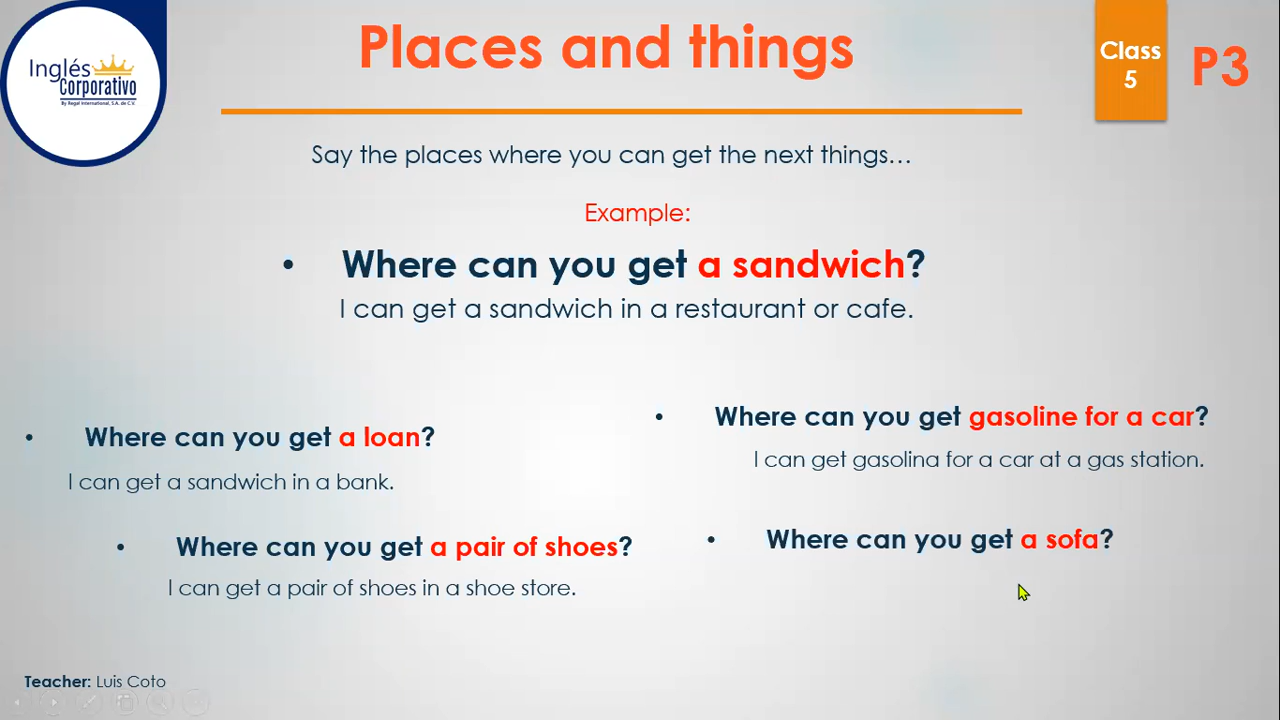 Inglés
Corporativo
By Regal International, S.A. de C.V.
Places and things
Class
5
P3
Say the places where you can get the next things...
Example:
• Where can you get a sandwich?
I can get a sandwich in a restaurant or cafe.
• Where can you get a loan?
I can get a sandwich in a bank.
• Where can you get a pair of shoes?
I can get a pair of shoes in a shoe store.
• Where can you get gasoline for a car?
I can get gasolina for a car at a gas station.
• Where can you get a sofa?
Teacher: Luis Coto